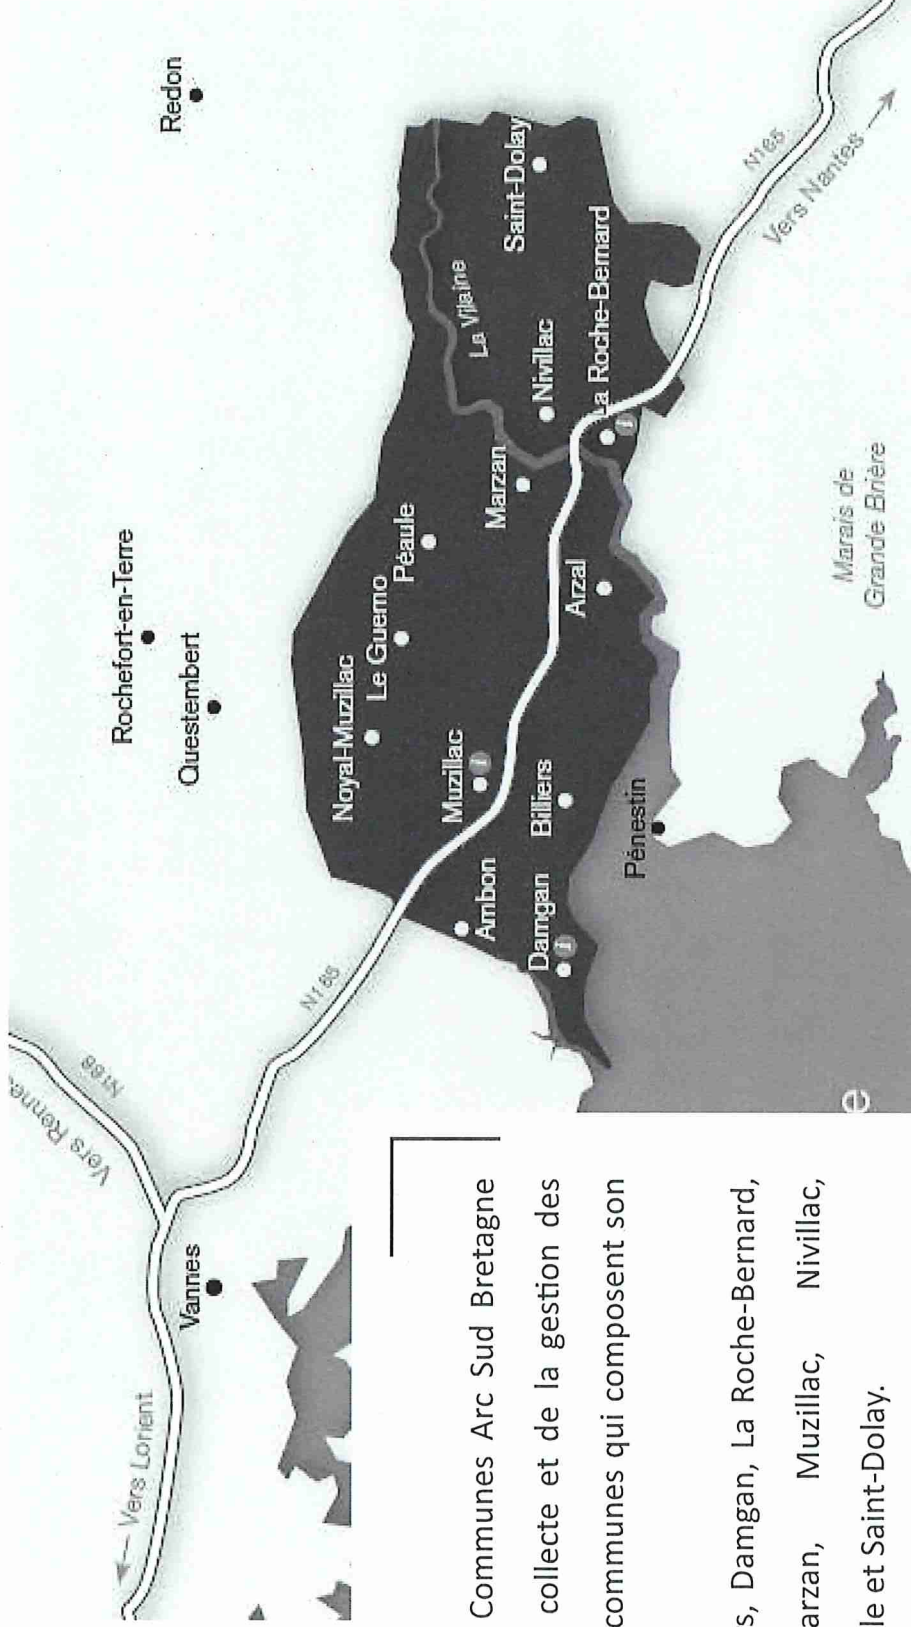 Vers Lorient
Vannes
Vers Rennes
N166
N165
Rochefort-en-Terre
Questembert
Redon
Noyal-Muzillac
Le Guerno
Péaule
La Vilaine
Saint-Dolay
Muzillac
Marzan
Nivillac
Ambon
Billiers
Arzal
La Roche-Bernard
Damgan
Pénestin
N165
Vers Nantes
Marais de
Grande Brière
e
Communes Arc Sud Bretagne
collecte et de la gestion des
communes qui composent son
s, Damgan, La Roche-Bernard,
arzan, Muzillac, Nivillac,
le et Saint-Dolay.